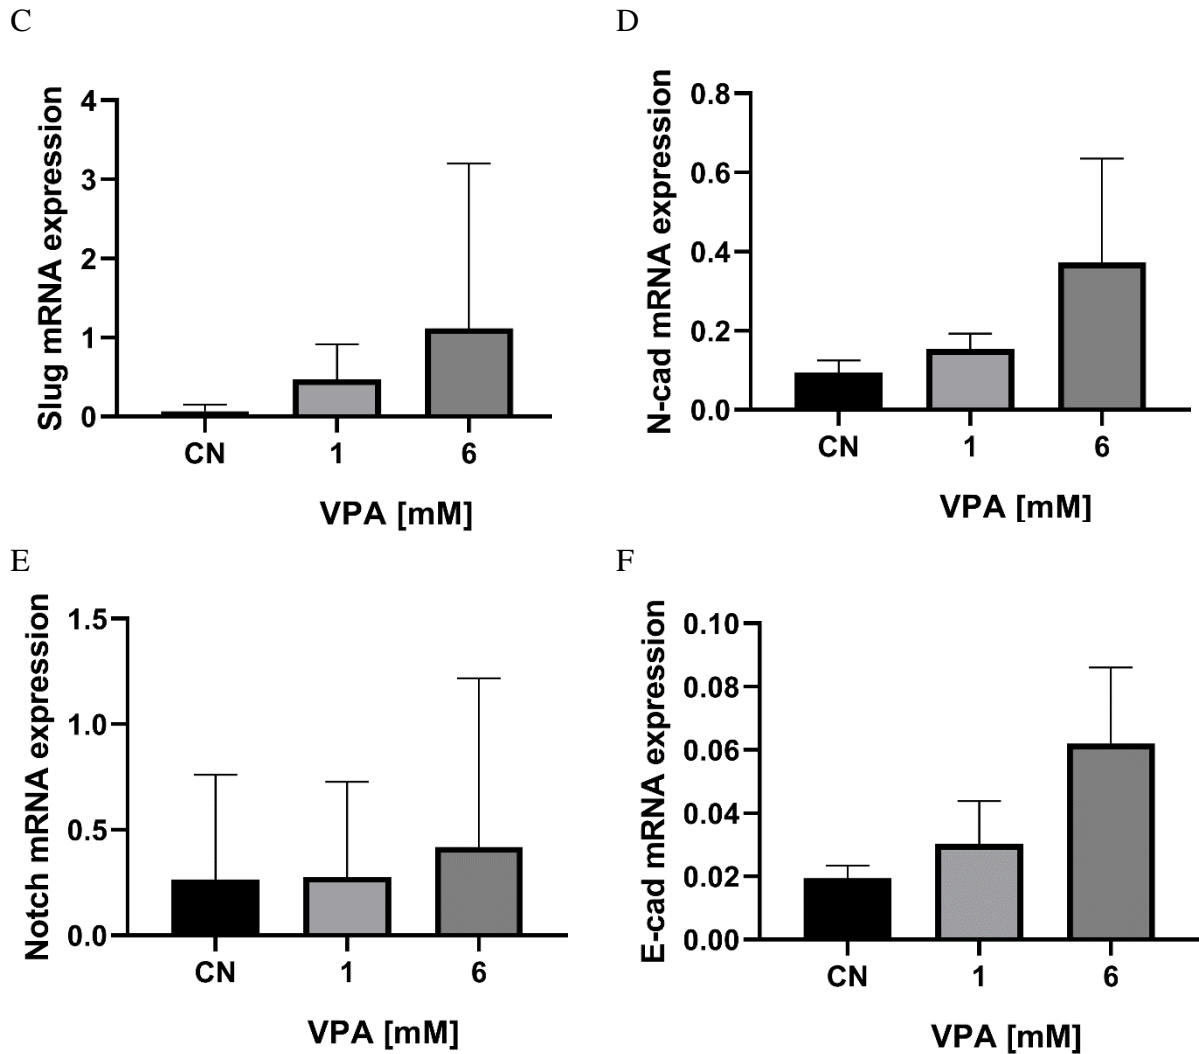 C
Slug mRNA expression
4
3
2
1
0
CN 1 6
VPA [mM]
D
N-cad mRNA expression
0.8
0.6
0.4
0.2
0.0
CN 1 6
VPA [mM]
E
Notch mRNA expression
1.5
1.0
0.5
0.0
CN 1 6
VPA [mM]
F
E-cad mRNA expression
0.10
0.08
0.06
0.04
0.02
0.00
CN 1 6
VPA [mM]